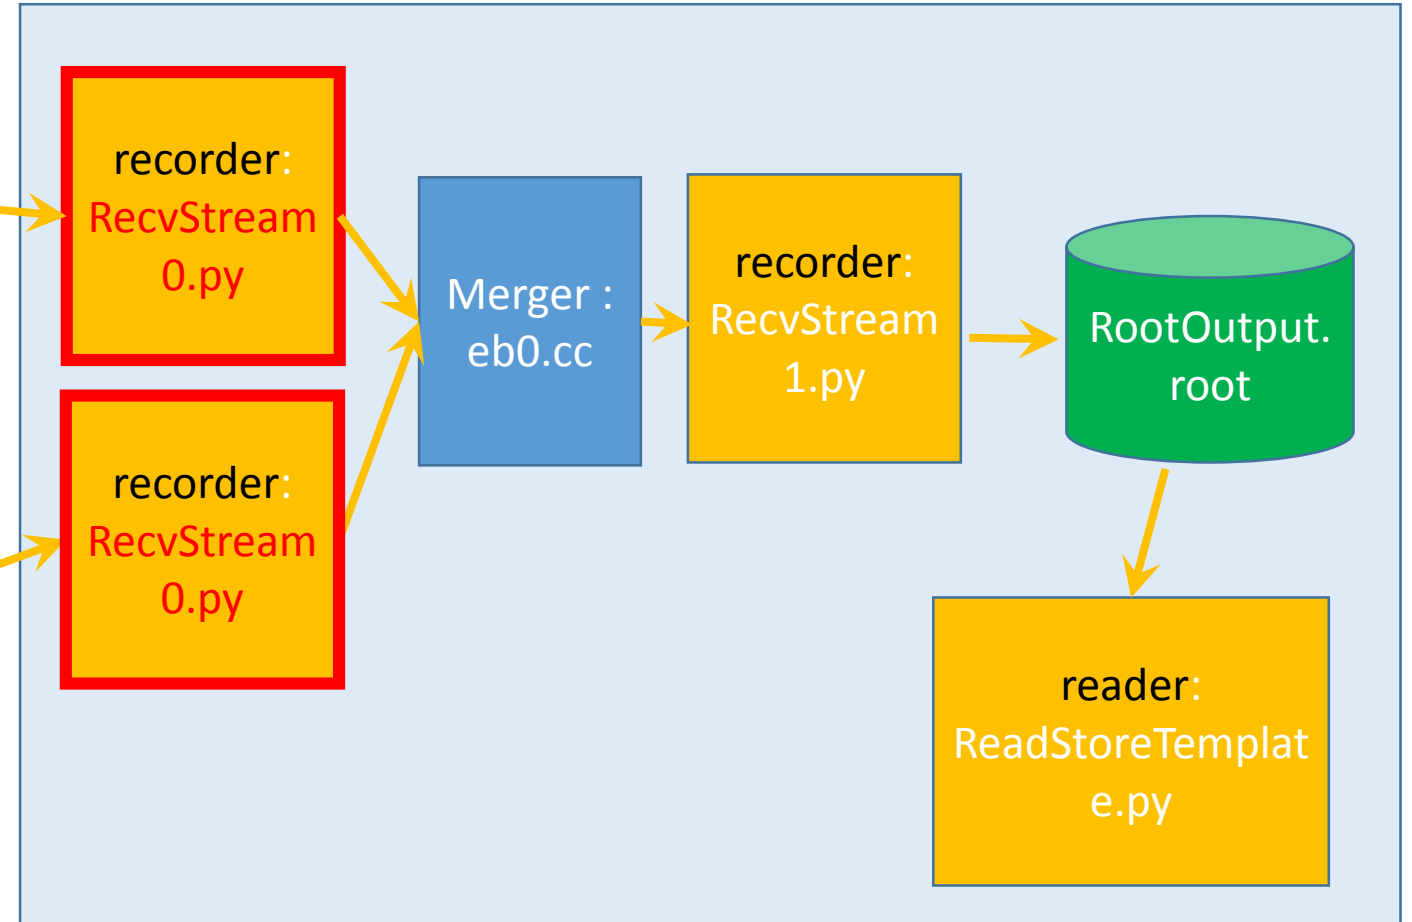 recorder:
RecvStream
0.py
recorder:
RecvStream
0.py
Merger :
eb0.cc
recorder:
RecvStream
1.py
RootOutput.
root
reader:
ReadStoreTemplat
e.py